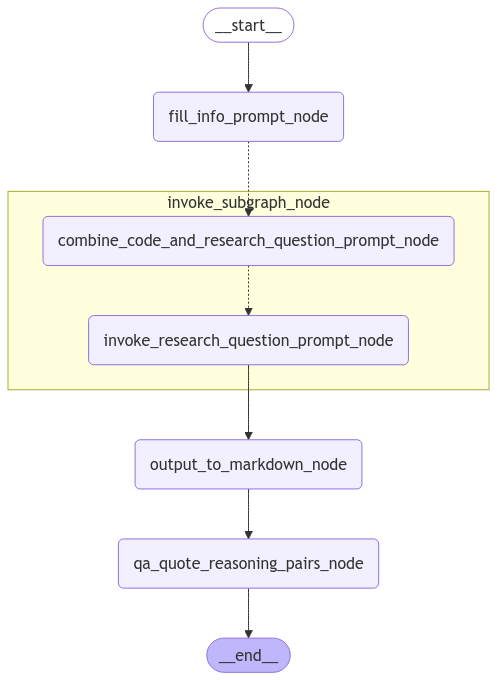 __start__
fill_info_prompt_node
invoke_subgraph_node
combine_code_and_research_question_prompt_node
invoke_research_question_prompt_node
output_to_markdown_node
qa_quote_reasoning_pairs_node
__end__